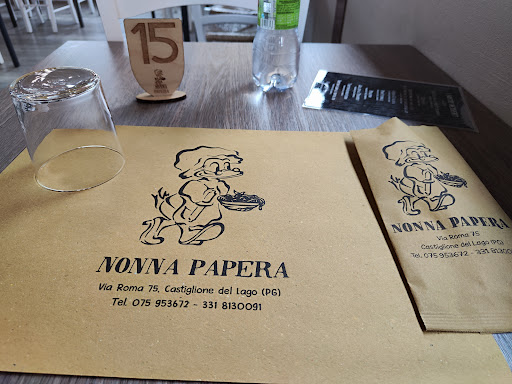 15
NONNA PAPERA
Via Roma 75, Castiglione del Lago (PG)
Tel. 075 953672 - 331 8130091
NONNA PAPERA
Via Roma 75
Castiglione del Lago (PG)
Tel. 075 953672 - 331 8130